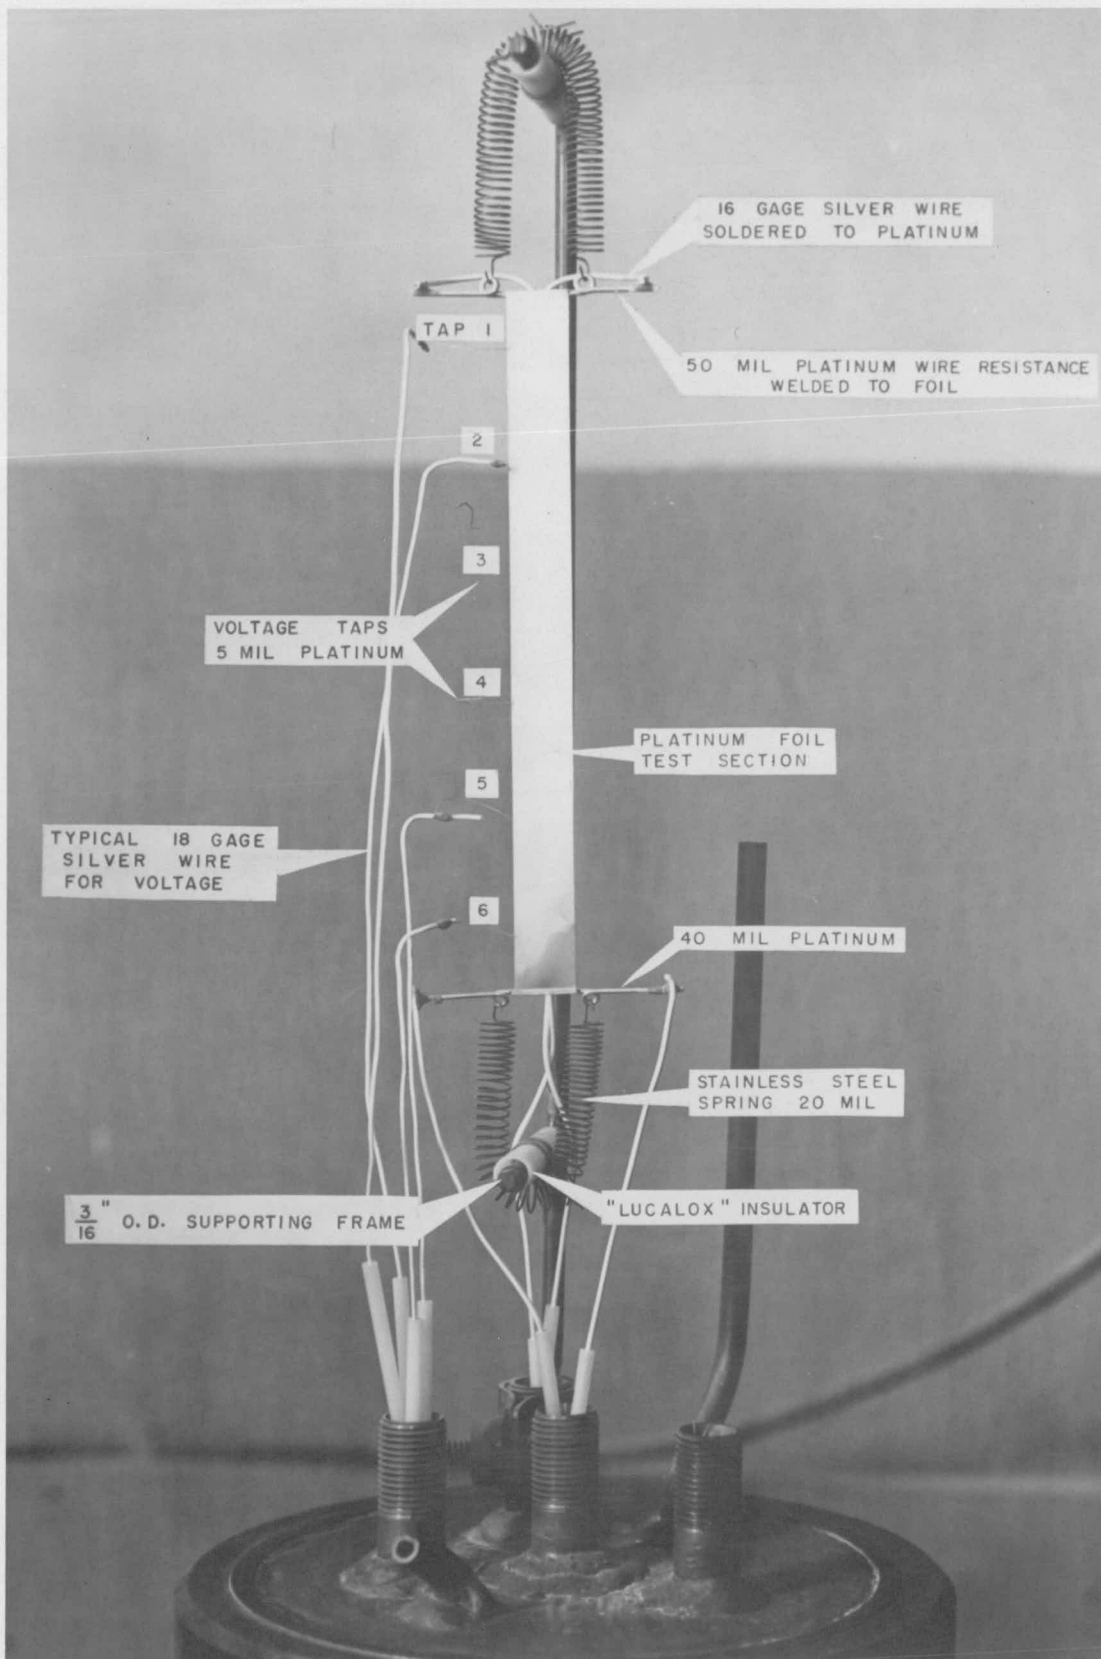 16 GAGE SILVER WIRE
SOLDERED TO PLATINUM
TAP 1
50 MIL PLATINUM WIRE RESISTANCE
WELDED TO FOIL
2
2
3
VOLTAGE TAPS
5 MIL PLATINUM
4
PLATINUM FOIL
TEST SECTION
5
TYPICAL 18 GAGE
SILVER WIRE
FOR VOLTAGE
6
40 MIL PLATINUM
STAINLESS STEEL
SPRING 20 MIL
3/16" O.D. SUPPORTING FRAME
"LUCALOX" INSULATOR